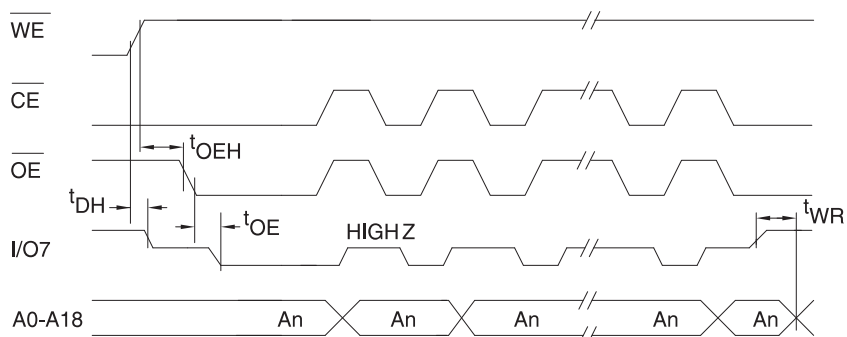 WE
CE
tOEH
OE
tDH
tOE
tWR
I/O7 HIGH Z
A0-A18 An An An An An